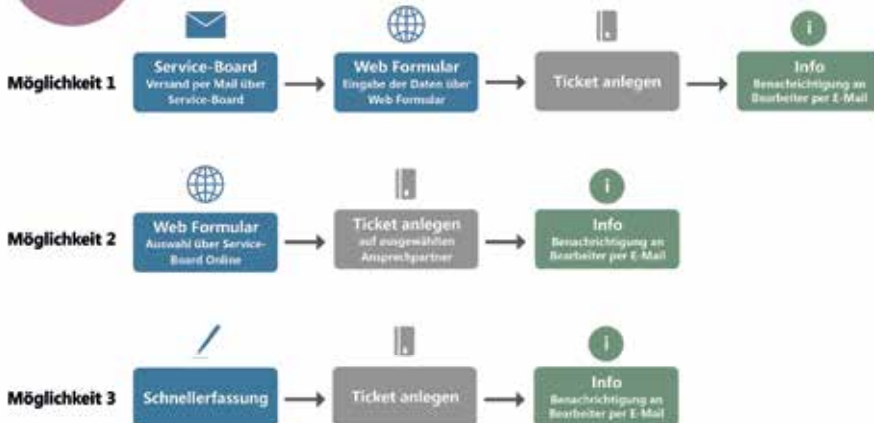 Möglichkeit 1
Service-Board
Versand per Mail über
Service-Board
Web Formular
Eingabe der Daten über
Web Formular
Ticket anlegen
i
Info
Benachrichtigung an
Bearbeiter per E-Mail
Möglichkeit 2
Web Formular
Auswahl über Service-
Board Online
Ticket anlegen
auf ausgewählten
Ansprechpartner
i
Info
Benachrichtigung an
Bearbeiter per E-Mail
Möglichkeit 3
Schnellerfassung
Ticket anlegen
i
Info
Benachrichtigung an
Bearbeiter per E-Mail